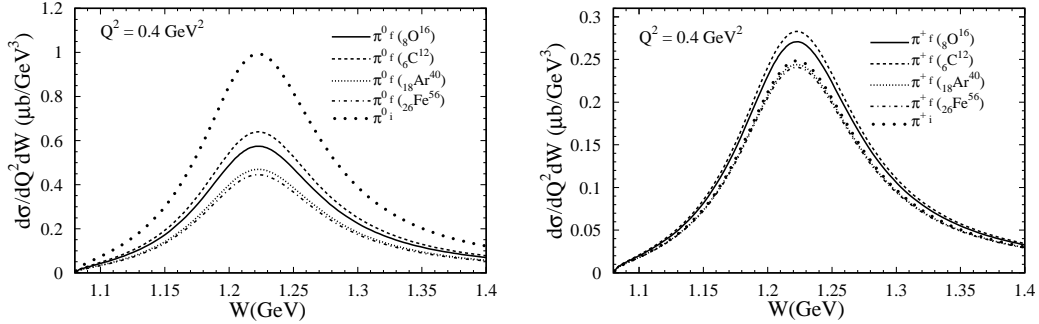 Q² = 0.4 GeV²
π⁰ ᶠ (₈O¹⁶)
π⁰ ᶠ (₆C¹²)
π⁰ ᶠ (₁₈Ar⁴⁰)
π⁰ ᶠ (₂₆Fe⁵⁶)
π⁰ ⁱ
dσ/dQ²dW (μb/GeV³)
1.2
1
0.8
0.6
0.4
0.2
0
1.1 1.15 1.2 1.25 1.3 1.35 1.4
W(GeV)
Q² = 0.4 GeV²
π⁺ ᶠ (₈O¹⁶)
π⁺ ᶠ (₆C¹²)
π⁺ ᶠ (₁₈Ar⁴⁰)
π⁺ ᶠ (₂₆Fe⁵⁶)
π⁺ ⁱ
dσ/dQ²dW (μb/GeV³)
0.3
0.25
0.2
0.15
0.1
0.05
0
1.1 1.15 1.2 1.25 1.3 1.35 1.4
W(GeV)